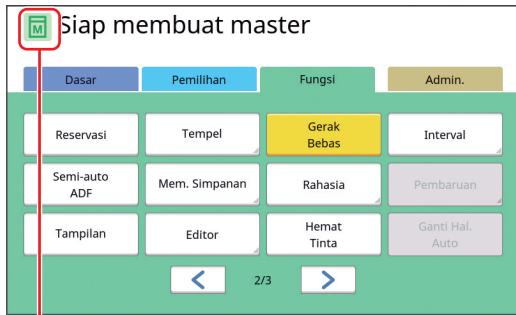 M Siap membuat master
Dasar Pemilihan Fungsi Admin.
Reservasi Tempel Gerak Bebas Interval
Semi-auto ADF Mem. Simpanan Rahasia Pembaruan
Tampilan Editor Hemat Tinta Ganti Hal. Auto
2/3